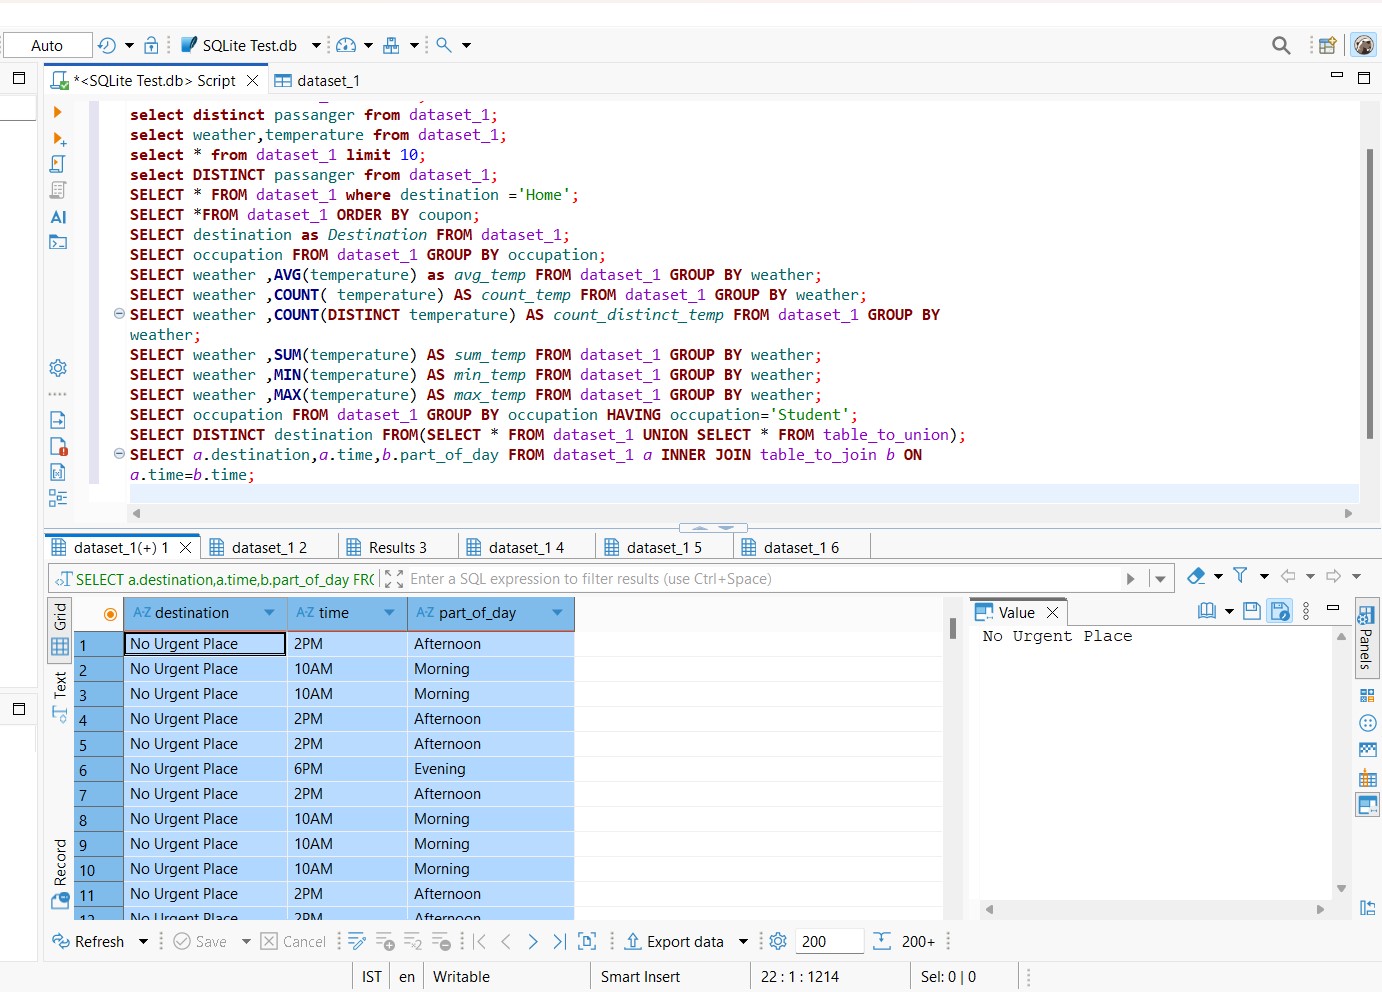 Auto SQLite Test.db
*<SQLite Test.db> Script dataset_1
select distinct passanger from dataset_1;
select weather,temperature from dataset_1;
select * from dataset_1 limit 10;
select DISTINCT passanger from dataset_1;
SELECT * FROM dataset_1 where destination ='Home';
SELECT *FROM dataset_1 ORDER BY coupon;
SELECT destination as Destination FROM dataset_1;
SELECT occupation FROM dataset_1 GROUP BY occupation;
SELECT weather ,AVG(temperature) as avg_temp FROM dataset_1 GROUP BY weather;
SELECT weather ,COUNT( temperature) AS count_temp FROM dataset_1 GROUP BY weather;
SELECT weather ,COUNT(DISTINCT temperature) AS count_distinct_temp FROM dataset_1 GROUP BY
weather;
SELECT weather ,SUM(temperature) AS sum_temp FROM dataset_1 GROUP BY weather;
SELECT weather ,MIN(temperature) AS min_temp FROM dataset_1 GROUP BY weather;
SELECT weather ,MAX(temperature) AS max_temp FROM dataset_1 GROUP BY weather;
SELECT occupation FROM dataset_1 GROUP BY occupation HAVING occupation='Student';
SELECT DISTINCT destination FROM(SELECT * FROM dataset_1 UNION SELECT * FROM table_to_union);
SELECT a.destination,a.time,b.part_of_day FROM dataset_1 a INNER JOIN table_to_join b ON
a.time=b.time;
AI
dataset_1(+) 1 dataset_1 2 Results 3 dataset_1 4 dataset_1 5 dataset_1 6
SELECT a.destination,a.time,b.part_of_day FRO Enter a SQL expression to filter results (use Ctrl+Space)
Grid
Text
Record
A-Z destination A-Z time A-Z part_of_day
1 No Urgent Place 2PM Afternoon
2 No Urgent Place 10AM Morning
3 No Urgent Place 10AM Morning
4 No Urgent Place 2PM Afternoon
5 No Urgent Place 2PM Afternoon
6 No Urgent Place 6PM Evening
7 No Urgent Place 2PM Afternoon
8 No Urgent Place 10AM Morning
9 No Urgent Place 10AM Morning
10 No Urgent Place 10AM Morning
11 No Urgent Place 2PM Afternoon
12 No Urgent Place 2PM Afternoon
Value
No Urgent Place
Panels
Refresh Save Cancel Export data 200 200+
IST en Writable Smart Insert 22 : 1 : 1214 Sel: 0 | 0